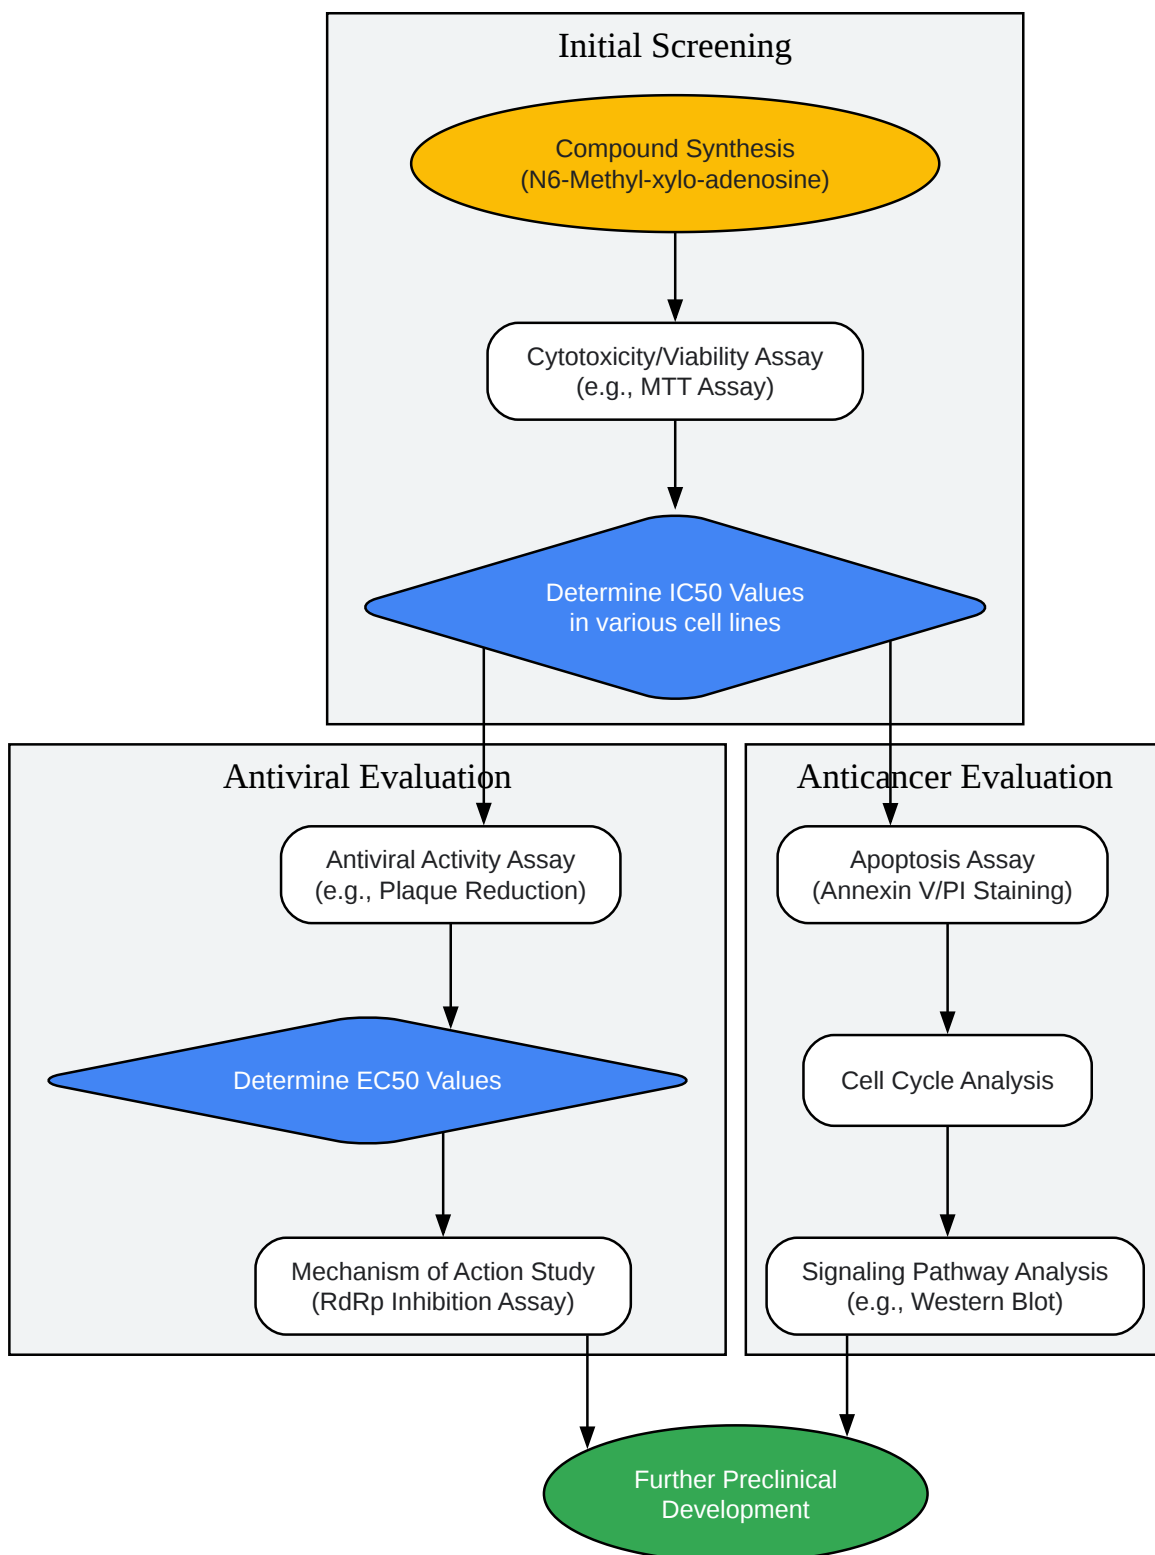 Initial Screening
Compound Synthesis
(N6-Methyl-xylo-adenosine)
Cytotoxicity/Viability Assay
(e.g., MTT Assay)
Determine IC50 Values
in various cell lines
Antiviral Evaluation
Antiviral Activity Assay
(e.g., Plaque Reduction)
Determine EC50 Values
Mechanism of Action Study
(RdRp Inhibition Assay)
Anticancer Evaluation
Apoptosis Assay
(Annexin V/PI Staining)
Cell Cycle Analysis
Signaling Pathway Analysis
(e.g., Western Blot)
Further Preclinical
Development